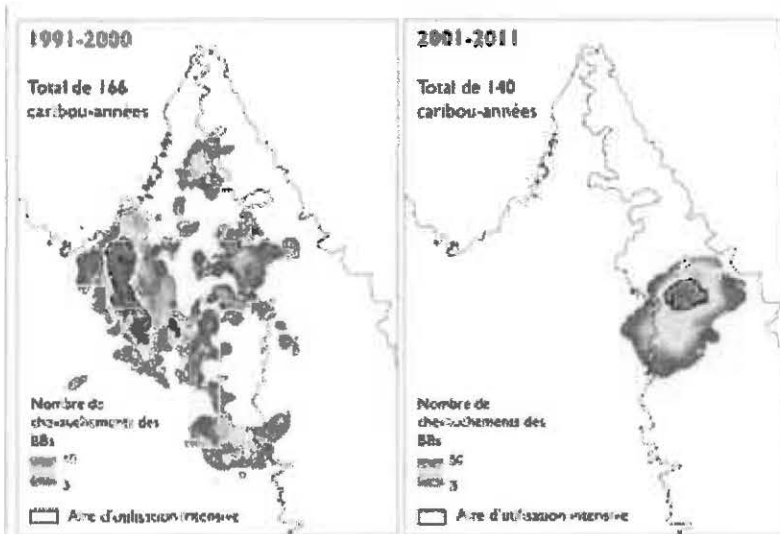 1991-2000
Total de 166
caribou-années
Nombre de
chevauchements des
BBs
3
Aire d'utilisation intensive
2001-2011
Total de 140
caribou-années
Nombre de
chevauchements des
BBs
3
Aire d'utilisation intensive